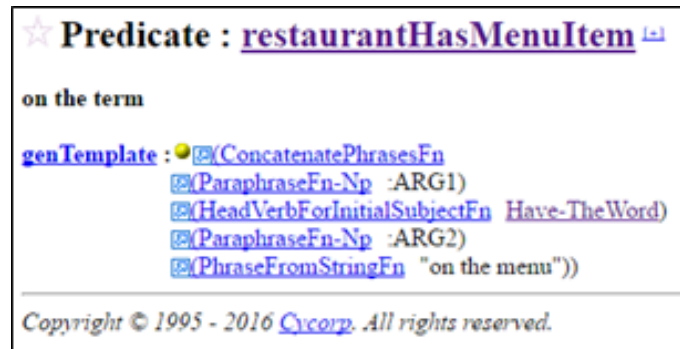 Predicate : restaurantHasMenuItem [+]
on the term
genTemplate : (ConcatenatePhrasesFn
(ParaphraseFn-Np :ARG1)
(HeadVerbForInitialSubjectFn Have-TheWord)
(ParaphraseFn-Np :ARG2)
(PhraseFromStringFn "on the menu"))
Copyright © 1995 - 2016 Cycorp. All rights reserved.